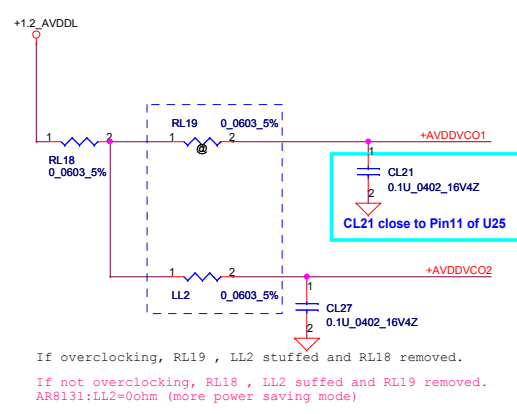 +1.2_AVDDL
RL19 0_0603_5%
1 2 1 2
@
+AVDDVCO1
RL18
0_0603_5%
1
CL21
0.1U_0402_16V4Z
2
CL21 close to Pin11 of U25
1 2
+AVDDVCO2
LL2 0_0603_5%
1
CL27
0.1U_0402_16V4Z
2
If overclocking, RL19 , LL2 stuffed and RL18 removed.
If not overclocking, RL18 , LL2 suffed and RL19 removed.
AR8131:LL2=0ohm (more power saving mode)